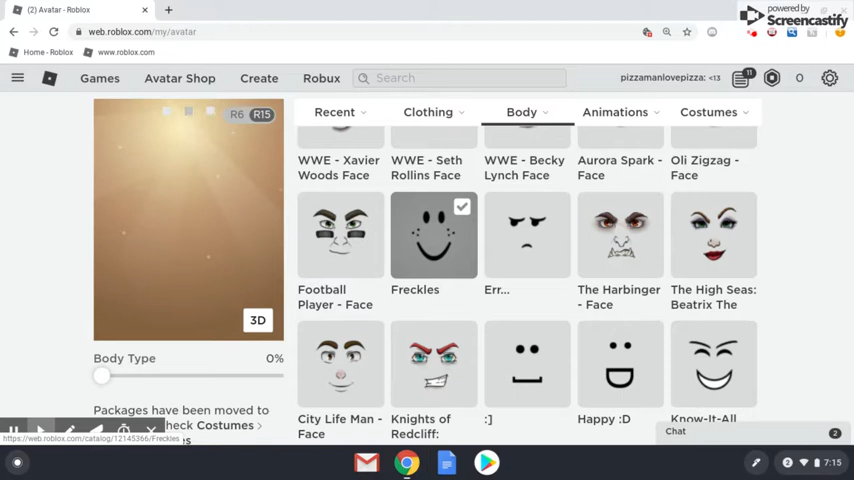 (2) Avatar - Roblox
powered by
Screencastify
web.roblox.com/my/avatar
Home - Roblox
www.roblox.com
Games
Avatar Shop
Create
Robux
Search
pizzamanlovepizza: <13
11
0
R6
R15
Recent
Clothing
Body
Animations
Costumes
WWE - Xavier
Woods Face
WWE - Seth
Rollins Face
WWE - Becky
Lynch Face
Aurora Spark -
Face
Oli Zigzag -
Face
3D
Football
Player - Face
Freckles
Err...
The Harbinger
- Face
The High Seas:
Beatrix The
Body Type
0%
Packages have been moved to
heck Costumes >
es
City Life Man -
Face
Knights of
Redcliff:
:]
Happy :D
Know-It-All
Chat
2
https://web.roblox.com/catalog/12145366/Freckles
2
7:15